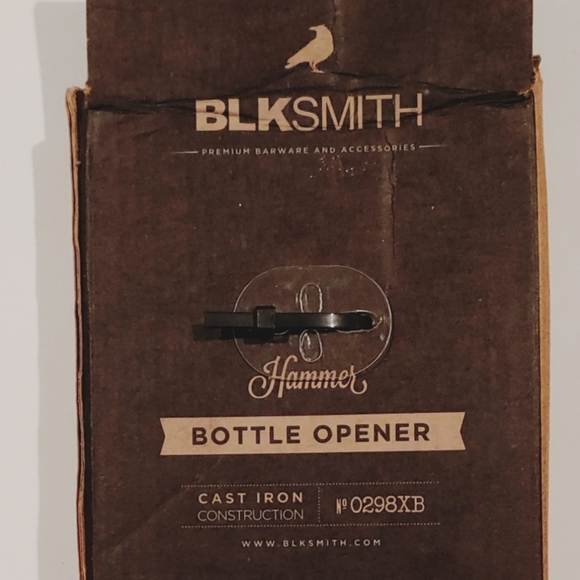 BLKSMITH
PREMIUM BARWARE AND ACCESSORIES
Hammer
BOTTLE OPENER
CAST IRON
CONSTRUCTION
Nº 0298XB
WWW.BLKSMITH.COM